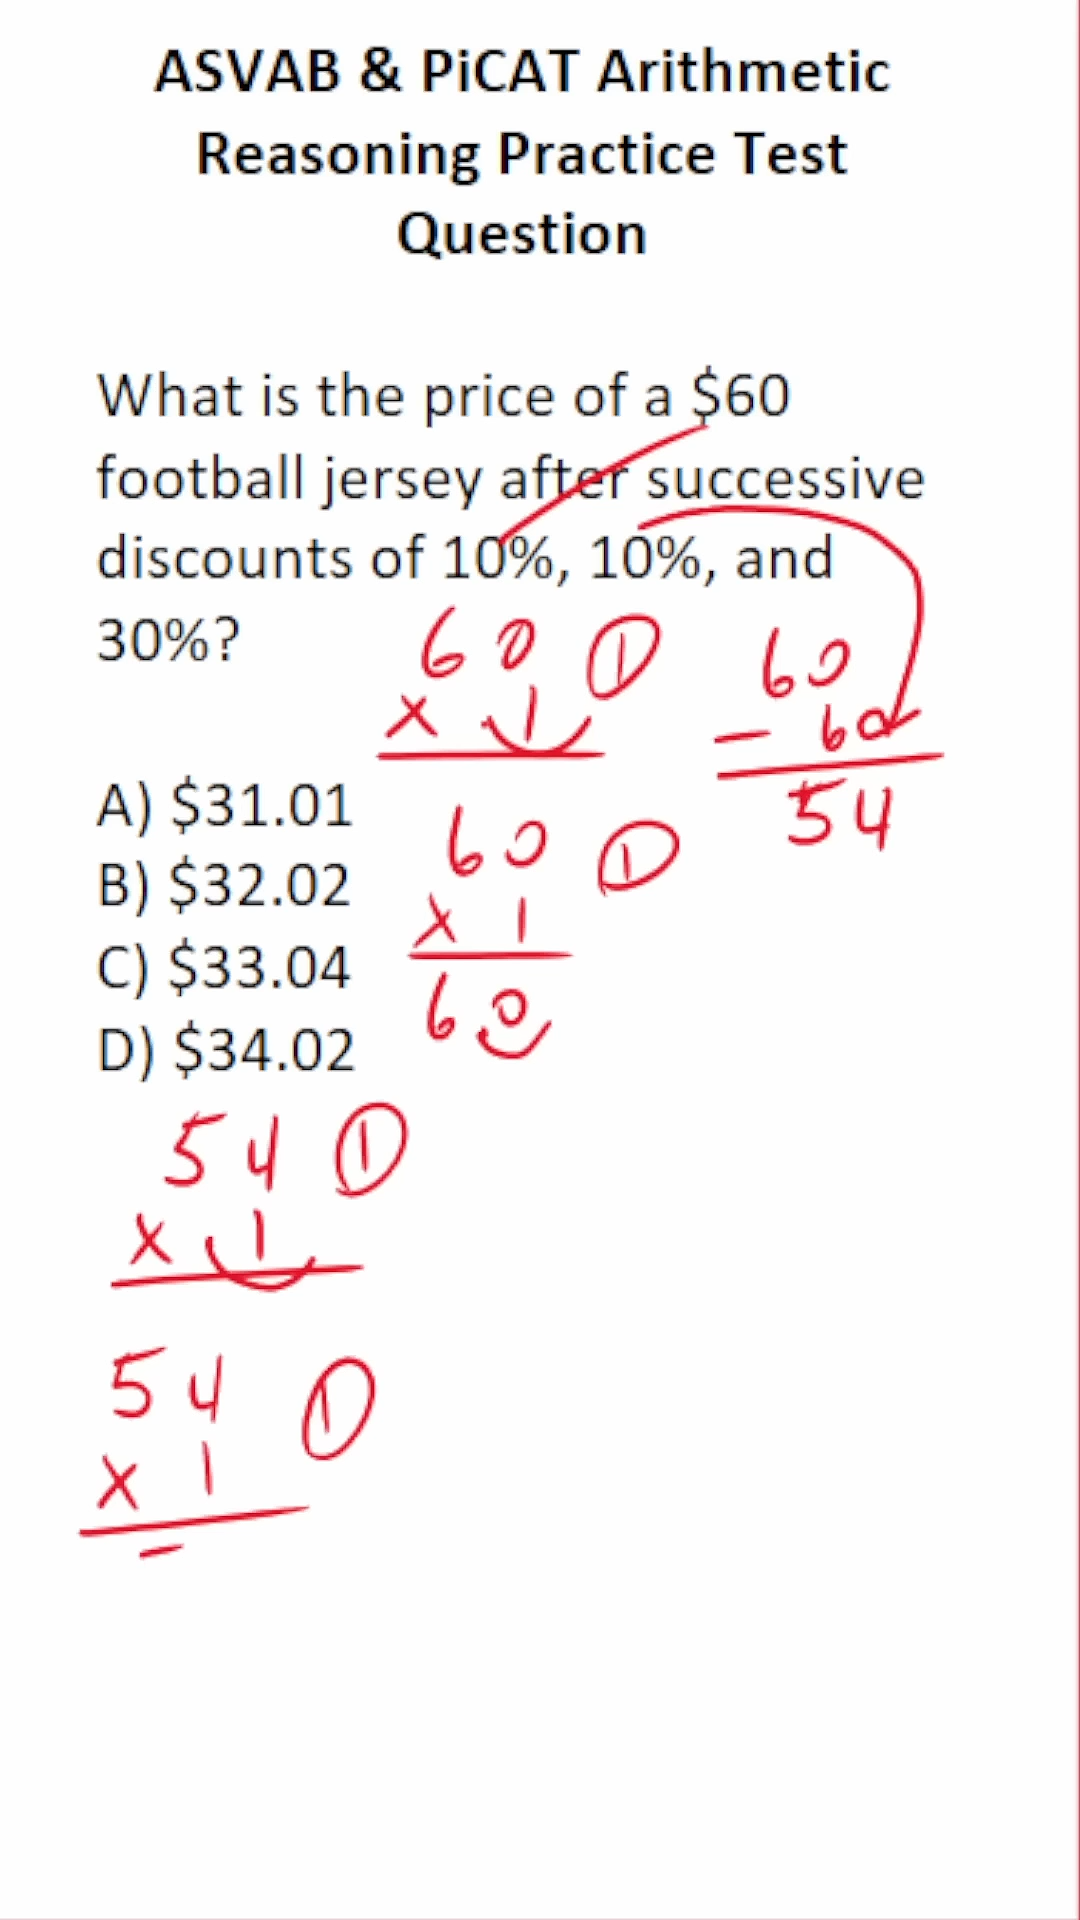 ASVAB & PiCAT Arithmetic
Reasoning Practice Test
Question
What is the price of a $60
football jersey after successive
discounts of 10%, 10%, and
30%?
60 1
x .1
60
- 6
54
A) $31.01
B) $32.02
C) $33.04
D) $34.02
60 1
x 1
60
54 1
x 1
54 1
x 1